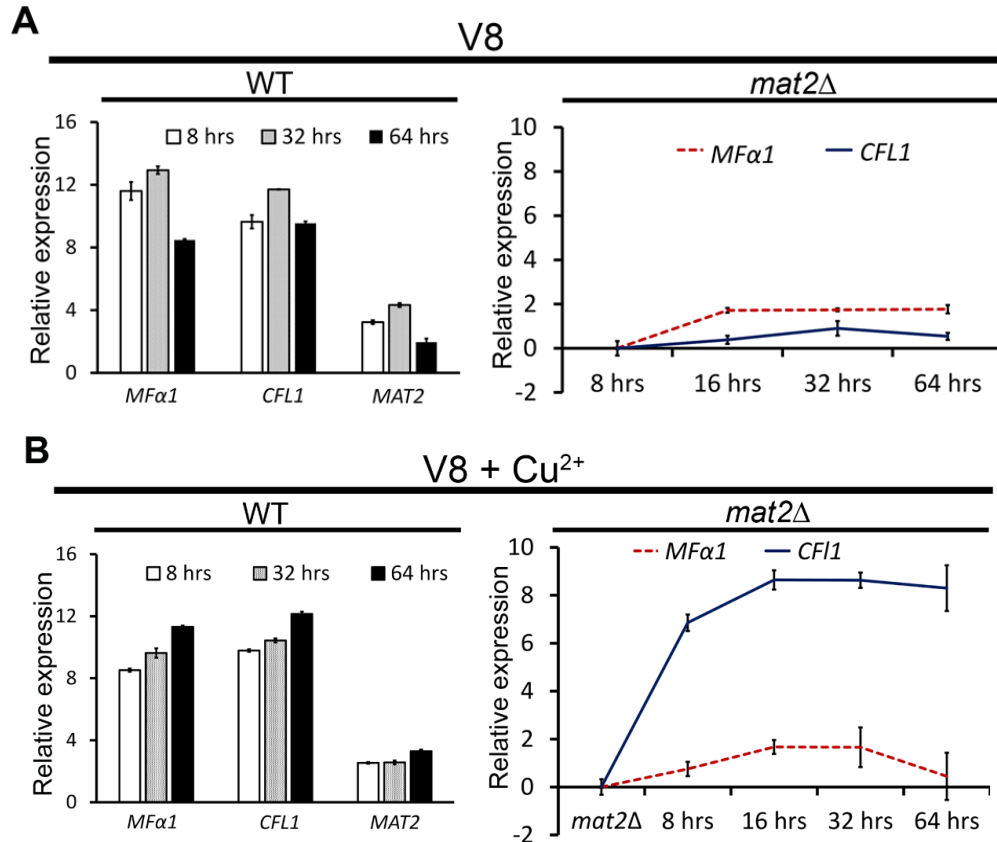 A
V8
WT
mat2Δ
16
12
8
4
0
Relative expression
8 hrs 32 hrs 64 hrs
MFα1 CFL1 MAT2
10
8
6
4
2
0
-2
Relative expression
MFα1 CFL1
8 hrs 16 hrs 32 hrs 64 hrs
B
V8 + Cu²⁺
WT
mat2Δ
16
12
8
4
0
Relative expression
8 hrs 32 hrs 64 hrs
MFα1 CFL1 MAT2
10
8
6
4
2
0
-2
Relative expression
MFα1 CFl1
mat2Δ 8 hrs 16 hrs 32 hrs 64 hrs